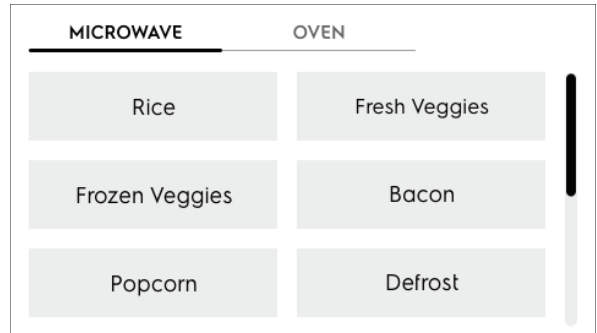 MICROWAVE OVEN
Rice Fresh Veggies
Frozen Veggies Bacon
Popcorn Defrost